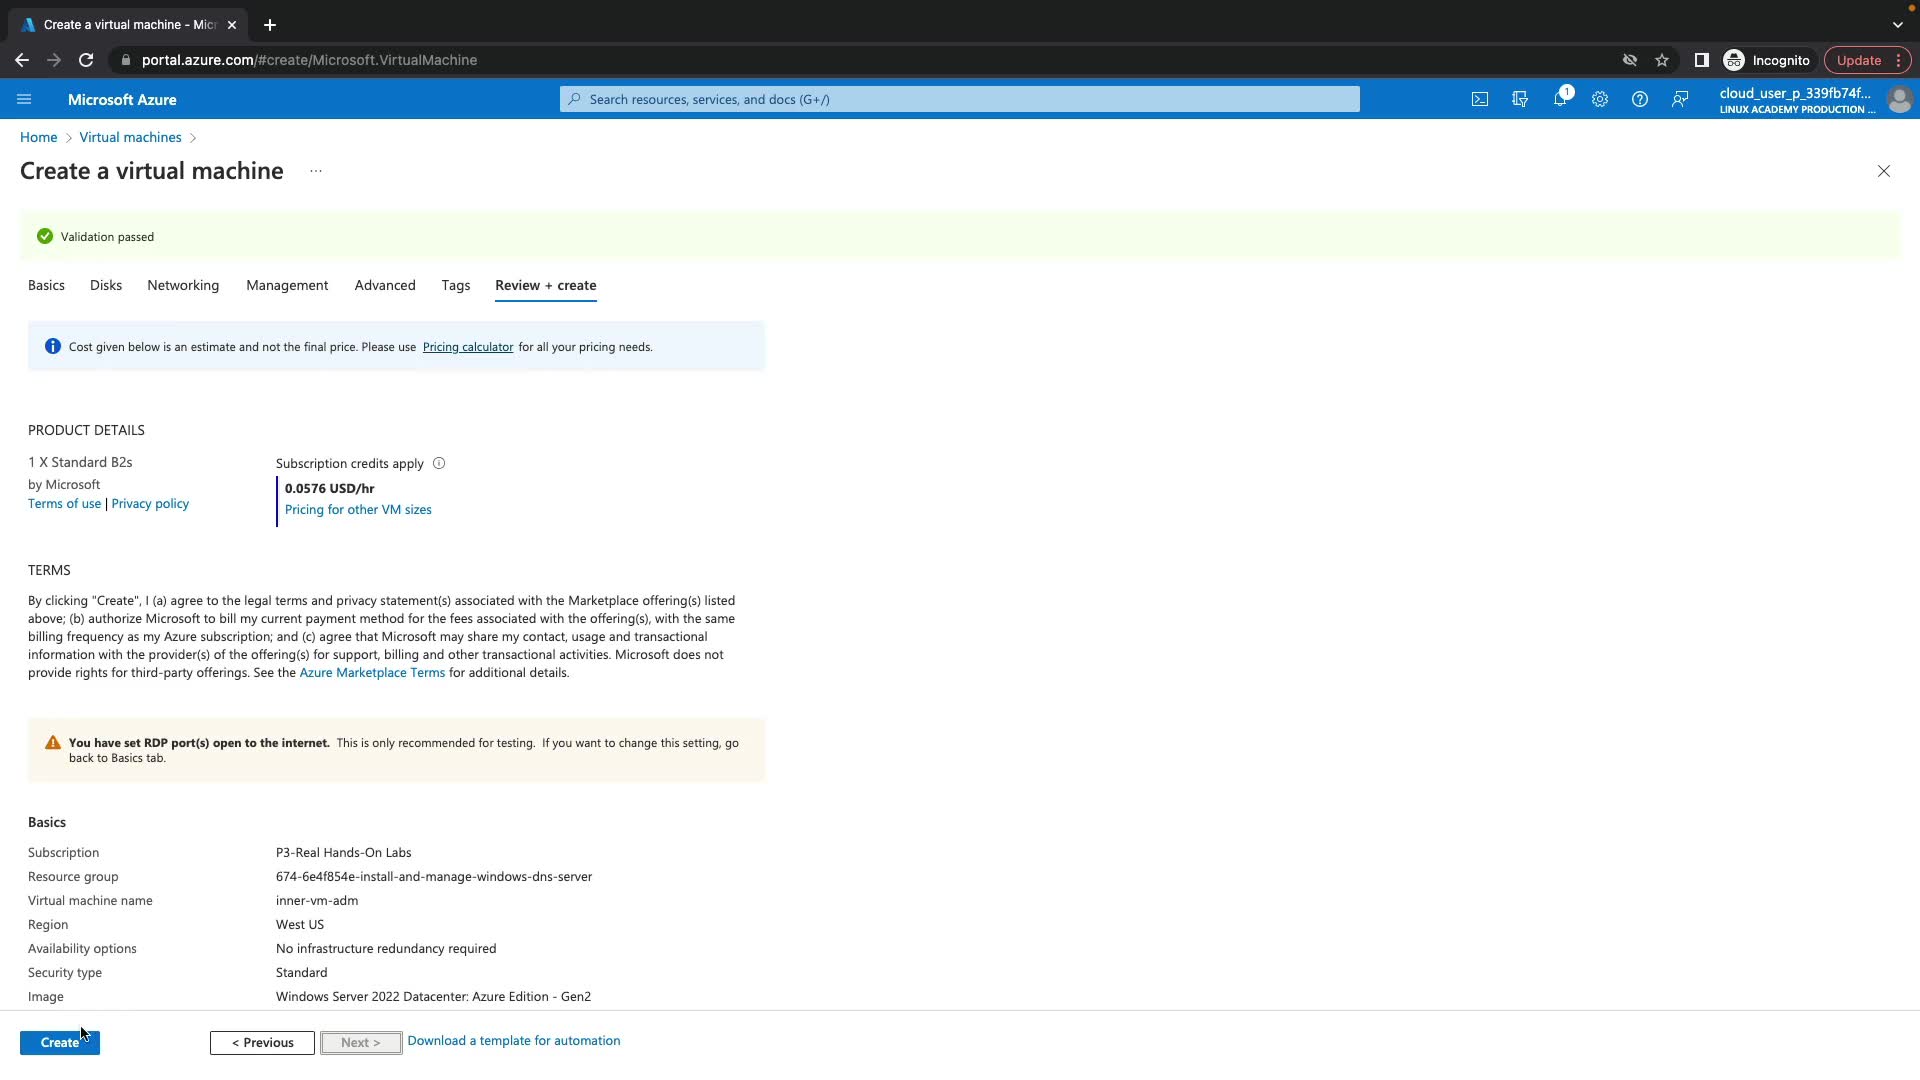 Create a virtual machine - Micr
portal.azure.com/#create/Microsoft.VirtualMachine
Incognito
Update
Microsoft Azure
Search resources, services, and docs (G+/)
1
cloud_user_p_339fb74f...
LINUX ACADEMY PRODUCTION ...
Home > Virtual machines >
Create a virtual machine ...
Validation passed
Basics Disks Networking Management Advanced Tags Review + create
Cost given below is an estimate and not the final price. Please use Pricing calculator for all your pricing needs.
PRODUCT DETAILS
1 X Standard B2s
by Microsoft
Terms of use | Privacy policy
Subscription credits apply
0.0576 USD/hr
Pricing for other VM sizes
TERMS
By clicking "Create", I (a) agree to the legal terms and privacy statement(s) associated with the Marketplace offering(s) listed
above; (b) authorize Microsoft to bill my current payment method for the fees associated with the offering(s), with the same
billing frequency as my Azure subscription; and (c) agree that Microsoft may share my contact, usage and transactional
information with the provider(s) of the offering(s) for support, billing and other transactional activities. Microsoft does not
provide rights for third-party offerings. See the Azure Marketplace Terms for additional details.
You have set RDP port(s) open to the internet. This is only recommended for testing. If you want to change this setting, go
back to Basics tab.
Basics
Subscription P3-Real Hands-On Labs
Resource group 674-6e4f854e-install-and-manage-windows-dns-server
Virtual machine name inner-vm-adm
Region West US
Availability options No infrastructure redundancy required
Security type Standard
Image Windows Server 2022 Datacenter: Azure Edition - Gen2
Create < Previous Next > Download a template for automation